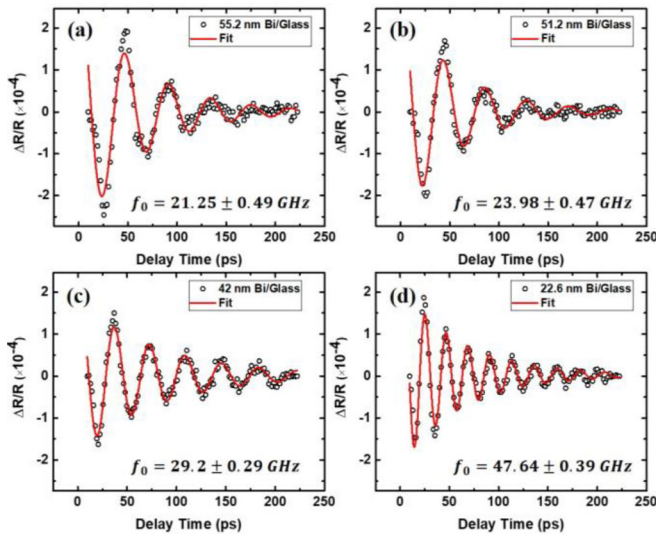 (a)
55.2 nm Bi/Glass
Fit
2
1
0
-1
-2
ΔR/R (×10⁻⁴)
f₀ = 21.25 ± 0.49 GHz
0 50 100 150 200 250
Delay Time (ps)
(b)
51.2 nm Bi/Glass
Fit
2
1
0
-1
-2
ΔR/R (×10⁻⁴)
f₀ = 23.98 ± 0.47 GHz
0 50 100 150 200 250
Delay Time (ps)
(c)
42 nm Bi/Glass
Fit
2
1
0
-1
-2
ΔR/R (×10⁻⁴)
f₀ = 29.2 ± 0.29 GHz
0 50 100 150 200 250
Delay Time (ps)
(d)
22.6 nm Bi/Glass
Fit
2
1
0
-1
-2
ΔR/R (×10⁻⁴)
f₀ = 47.64 ± 0.39 GHz
0 50 100 150 200 250
Delay Time (ps)